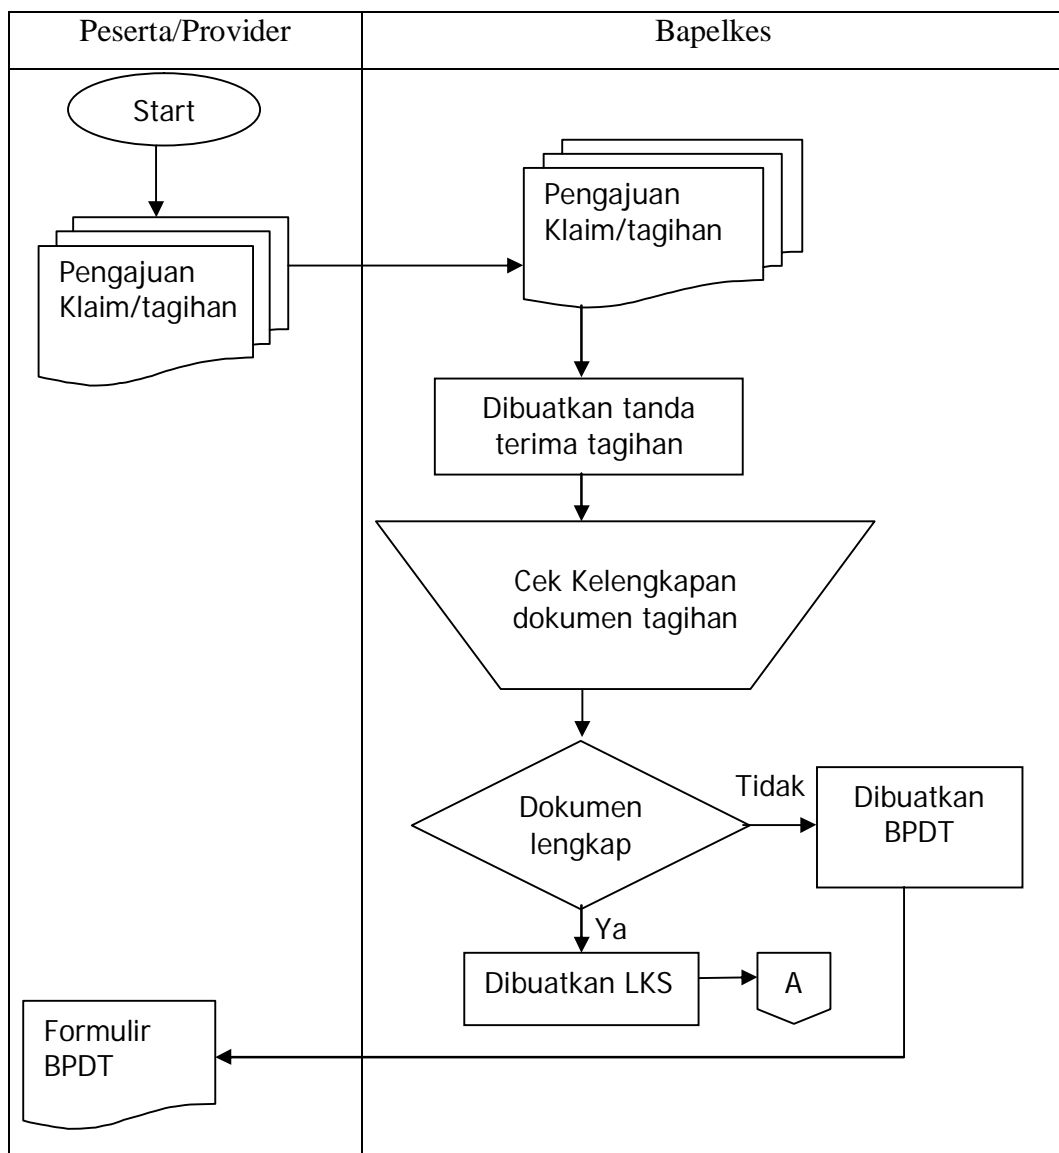 Peserta/Provider
Bapelkes
Start
Pengajuan
Klaim/tagihan
Pengajuan
Klaim/tagihan
Dibuatkan tanda
terima tagihan
Cek Kelengkapan
dokumen tagihan
Dokumen
lengkap
Tidak
Dibuatkan
BPDT
Ya
Dibuatkan LKS
A
Formulir
BPDT